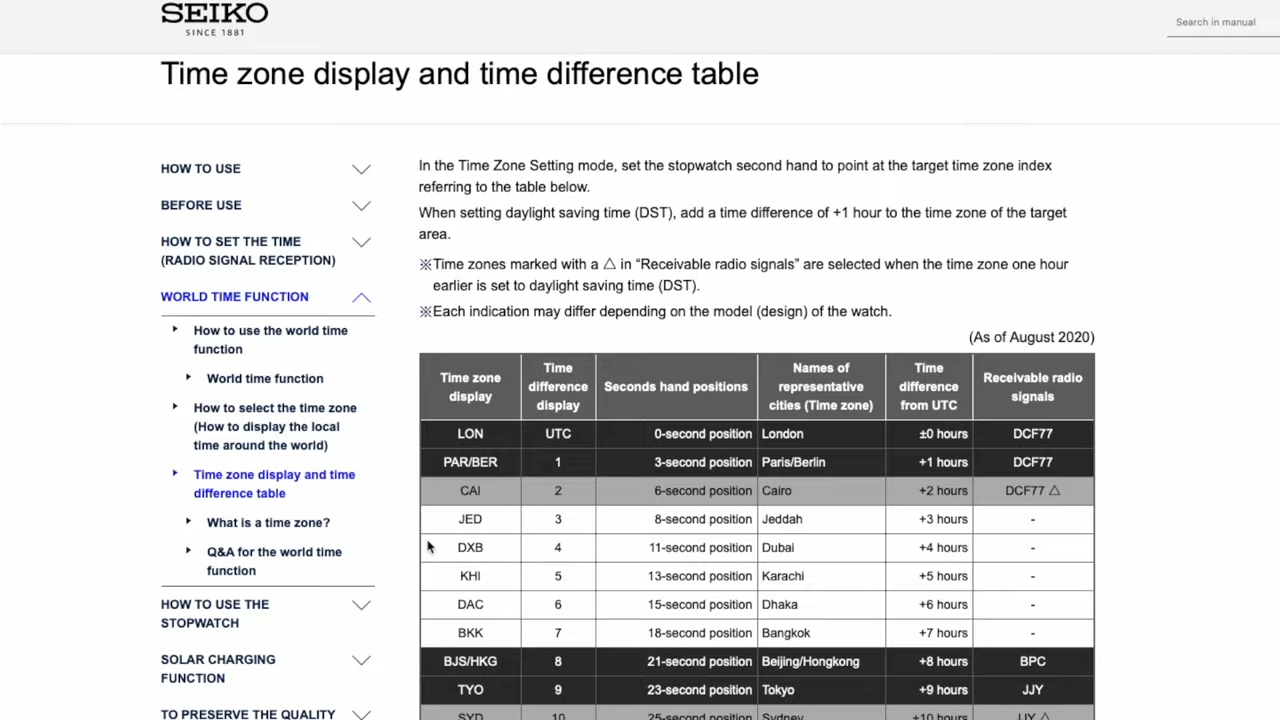 SEIKO
SINCE 1881
Search in manual
Time zone display and time difference table
HOW TO USE
BEFORE USE
HOW TO SET THE TIME
(RADIO SIGNAL RECEPTION)
WORLD TIME FUNCTION
How to use the world time
function
World time function
How to select the time zone
(How to display the local
time around the world)
Time zone display and time
difference table
What is a time zone?
Q&A for the world time
function
HOW TO USE THE
STOPWATCH
SOLAR CHARGING
FUNCTION
TO PRESERVE THE QUALITY
In the Time Zone Setting mode, set the stopwatch second hand to point at the target time zone index
referring to the table below.
When setting daylight saving time (DST), add a time difference of +1 hour to the time zone of the target
area.
※Time zones marked with a △ in “Receivable radio signals” are selected when the time zone one hour
earlier is set to daylight saving time (DST).
※Each indication may differ depending on the model (design) of the watch.
(As of August 2020)
Time zone display Time difference display Seconds hand positions Names of representative cities (Time zone) Time difference from UTC Receivable radio signals
LON UTC 0-second position London ±0 hours DCF77
PAR/BER 1 3-second position Paris/Berlin +1 hours DCF77
CAI 2 6-second position Cairo +2 hours DCF77 △
JED 3 8-second position Jeddah +3 hours -
DXB 4 11-second position Dubai +4 hours -
KHI 5 13-second position Karachi +5 hours -
DAC 6 15-second position Dhaka +6 hours -
BKK 7 18-second position Bangkok +7 hours -
BJS/HKG 8 21-second position Beijing/Hongkong +8 hours BPC
TYO 9 23-second position Tokyo +9 hours JJY
SYD 10 25-second position Sydney +10 hours JJY △